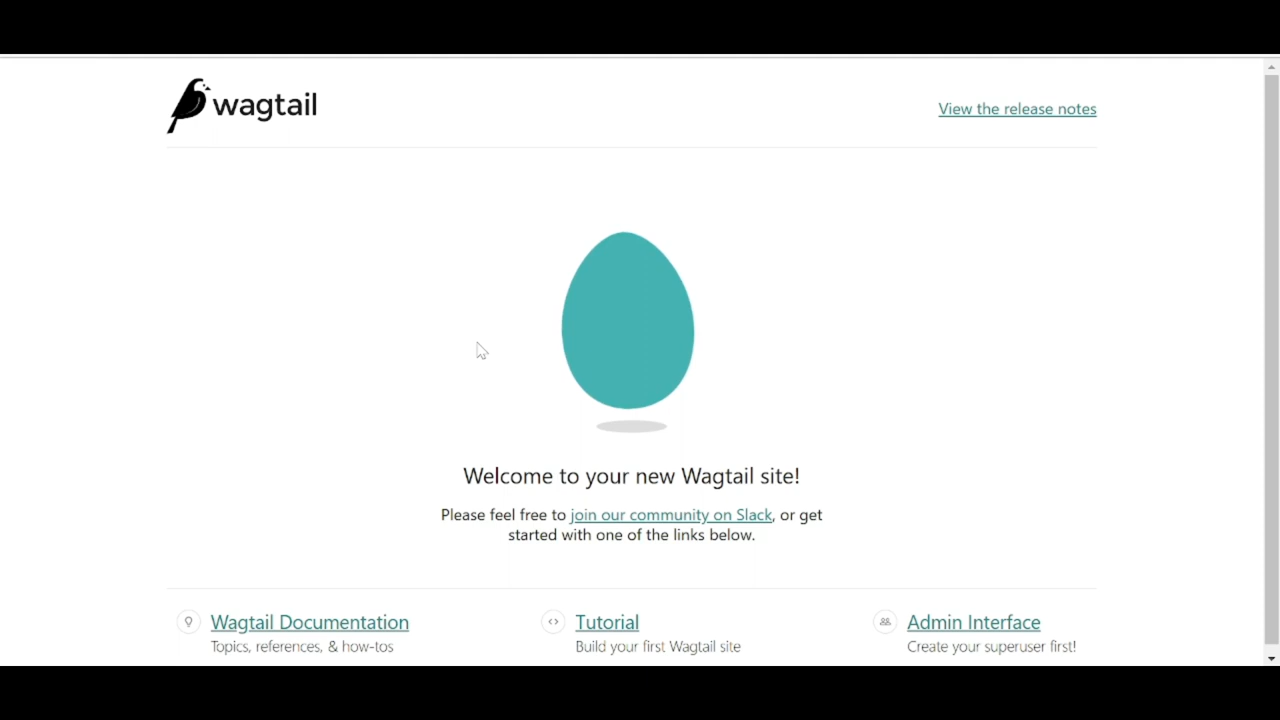 wagtail
View the release notes
Welcome to your new Wagtail site!
Please feel free to join our community on Slack, or get
started with one of the links below.
Wagtail Documentation
Topics, references, & how-tos
Tutorial
Build your first Wagtail site
Admin Interface
Create your superuser first!